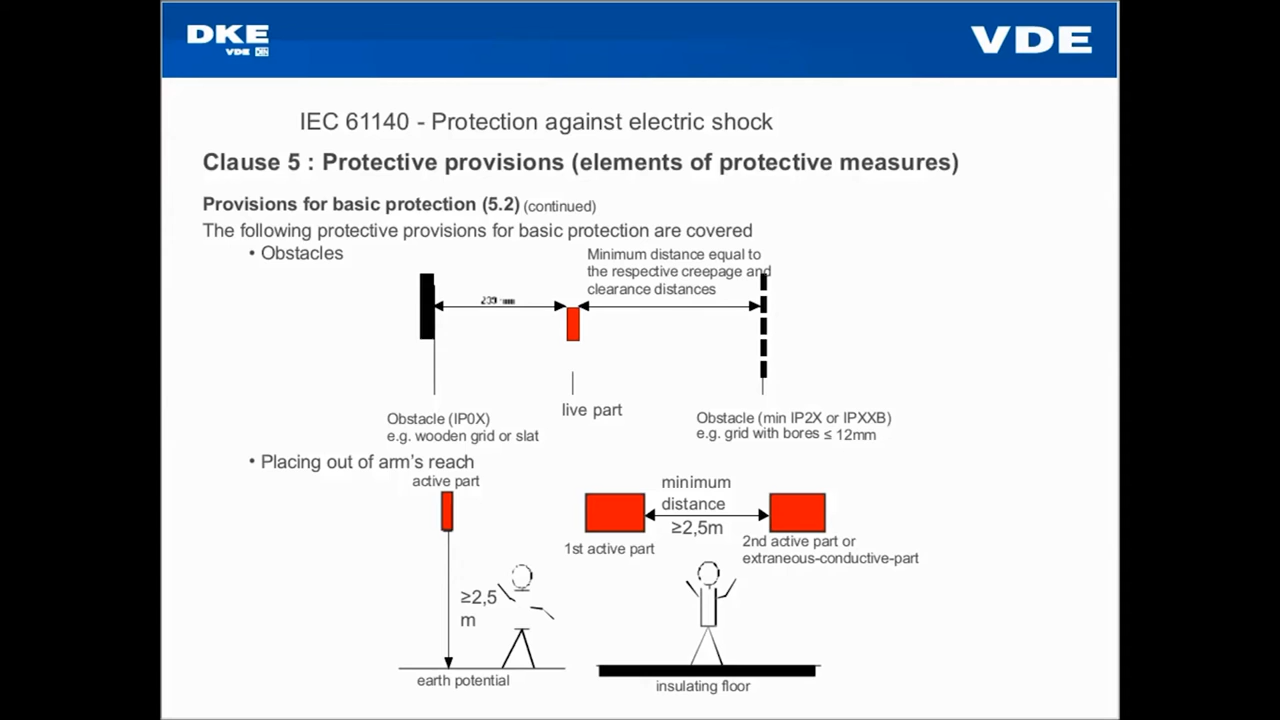 DKE
VDE DIN
VDE
IEC 61140 - Protection against electric shock
Clause 5 : Protective provisions (elements of protective measures)
Provisions for basic protection (5.2) (continued)
The following protective provisions for basic protection are covered
• Obstacles
Minimum distance equal to
the respective creepage and
clearance distances
live part
Obstacle (IP0X)
e.g. wooden grid or slat
Obstacle (min IP2X or IPXXB)
e.g. grid with bores ≤ 12mm
• Placing out of arm’s reach
active part
minimum
distance
≥2,5m
1st active part
2nd active part or
extraneous-conductive-part
≥2,5
m
earth potential
insulating floor